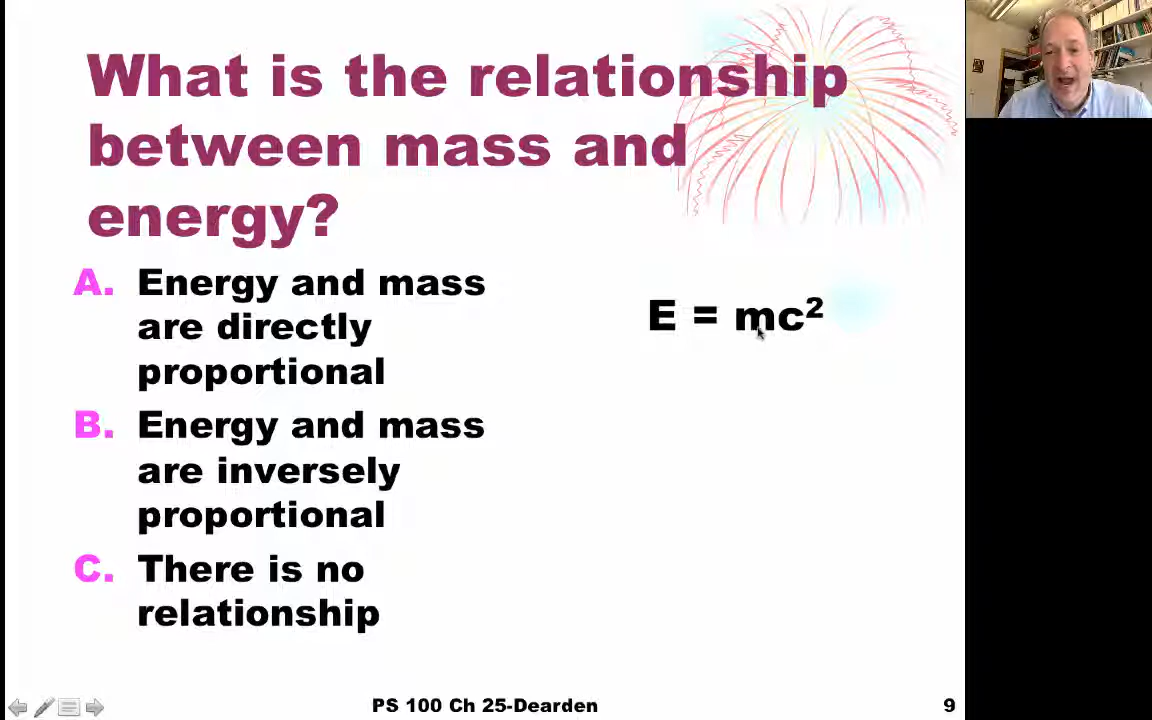 What is the relationship
between mass and
energy?
A. Energy and mass
are directly
proportional
B. Energy and mass
are inversely
proportional
C. There is no
relationship
E = mc²
PS 100 Ch 25-Dearden
9